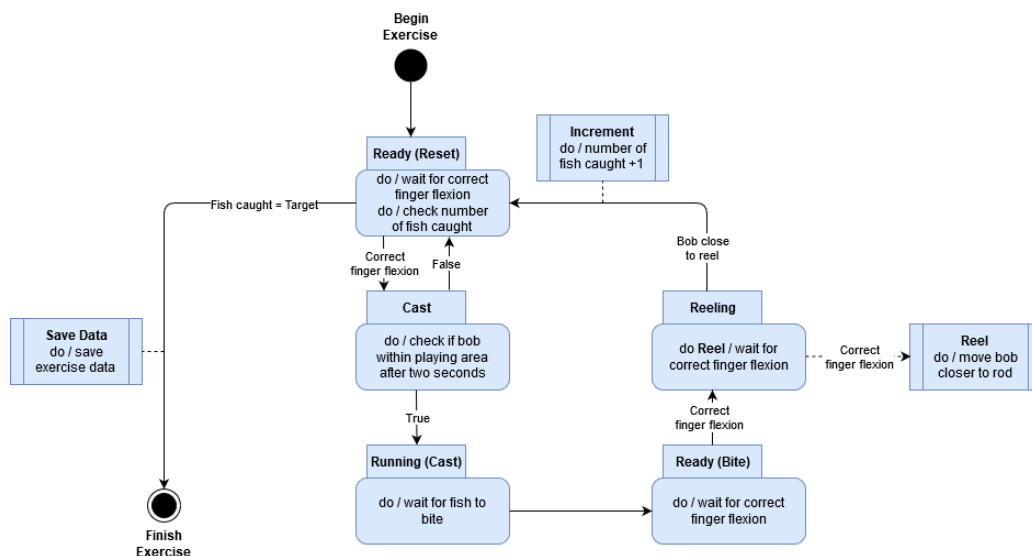 Begin
Exercise
Increment
do / number of
fish caught +1
Ready (Reset)
do / wait for correct
finger flexion
do / check number
of fish caught
Fish caught = Target
Correct
finger flexion
False
Bob close
to reel
Cast
do / check if bob
within playing area
after two seconds
Reeling
do Reel / wait for
correct finger flexion
Correct
finger flexion
Reel
do / move bob
closer to rod
Save Data
do / save
exercise data
True
Correct
finger flexion
Running (Cast)
do / wait for fish to
bite
Ready (Bite)
do / wait for correct
finger flexion
Finish
Exercise